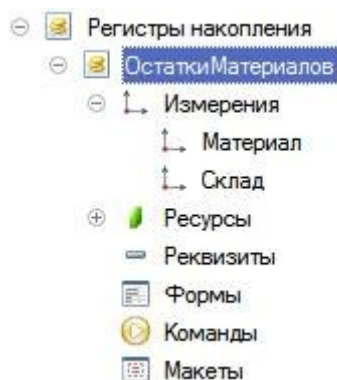 Регистры накопления
ОстаткиМатериалов
Измерения
Материал
Склад
Ресурсы
Реквизиты
Формы
Команды
Макеты